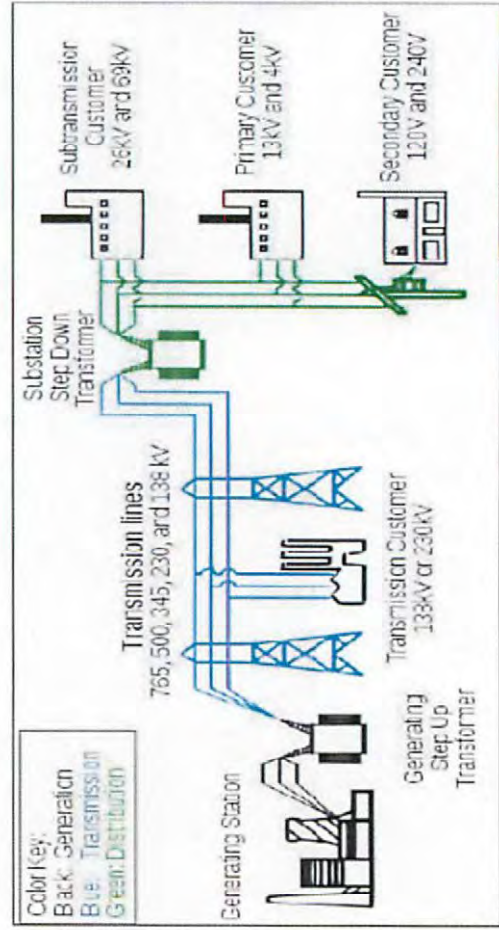 Color Key:
Back: Generation
Blue: Transmission
Green: Distribution
Generating Station
Generating
Step Up
Transformer
Transmission lines
765, 500, 345, 230, and 138 kV
Transmission Customer
138kV or 230kV
Substation
Step Down
Transformer
Subtransmission
Customer
26kV and 69kV
Primary Customer
13kV and 4kV
Secondary Customer
120V and 240V